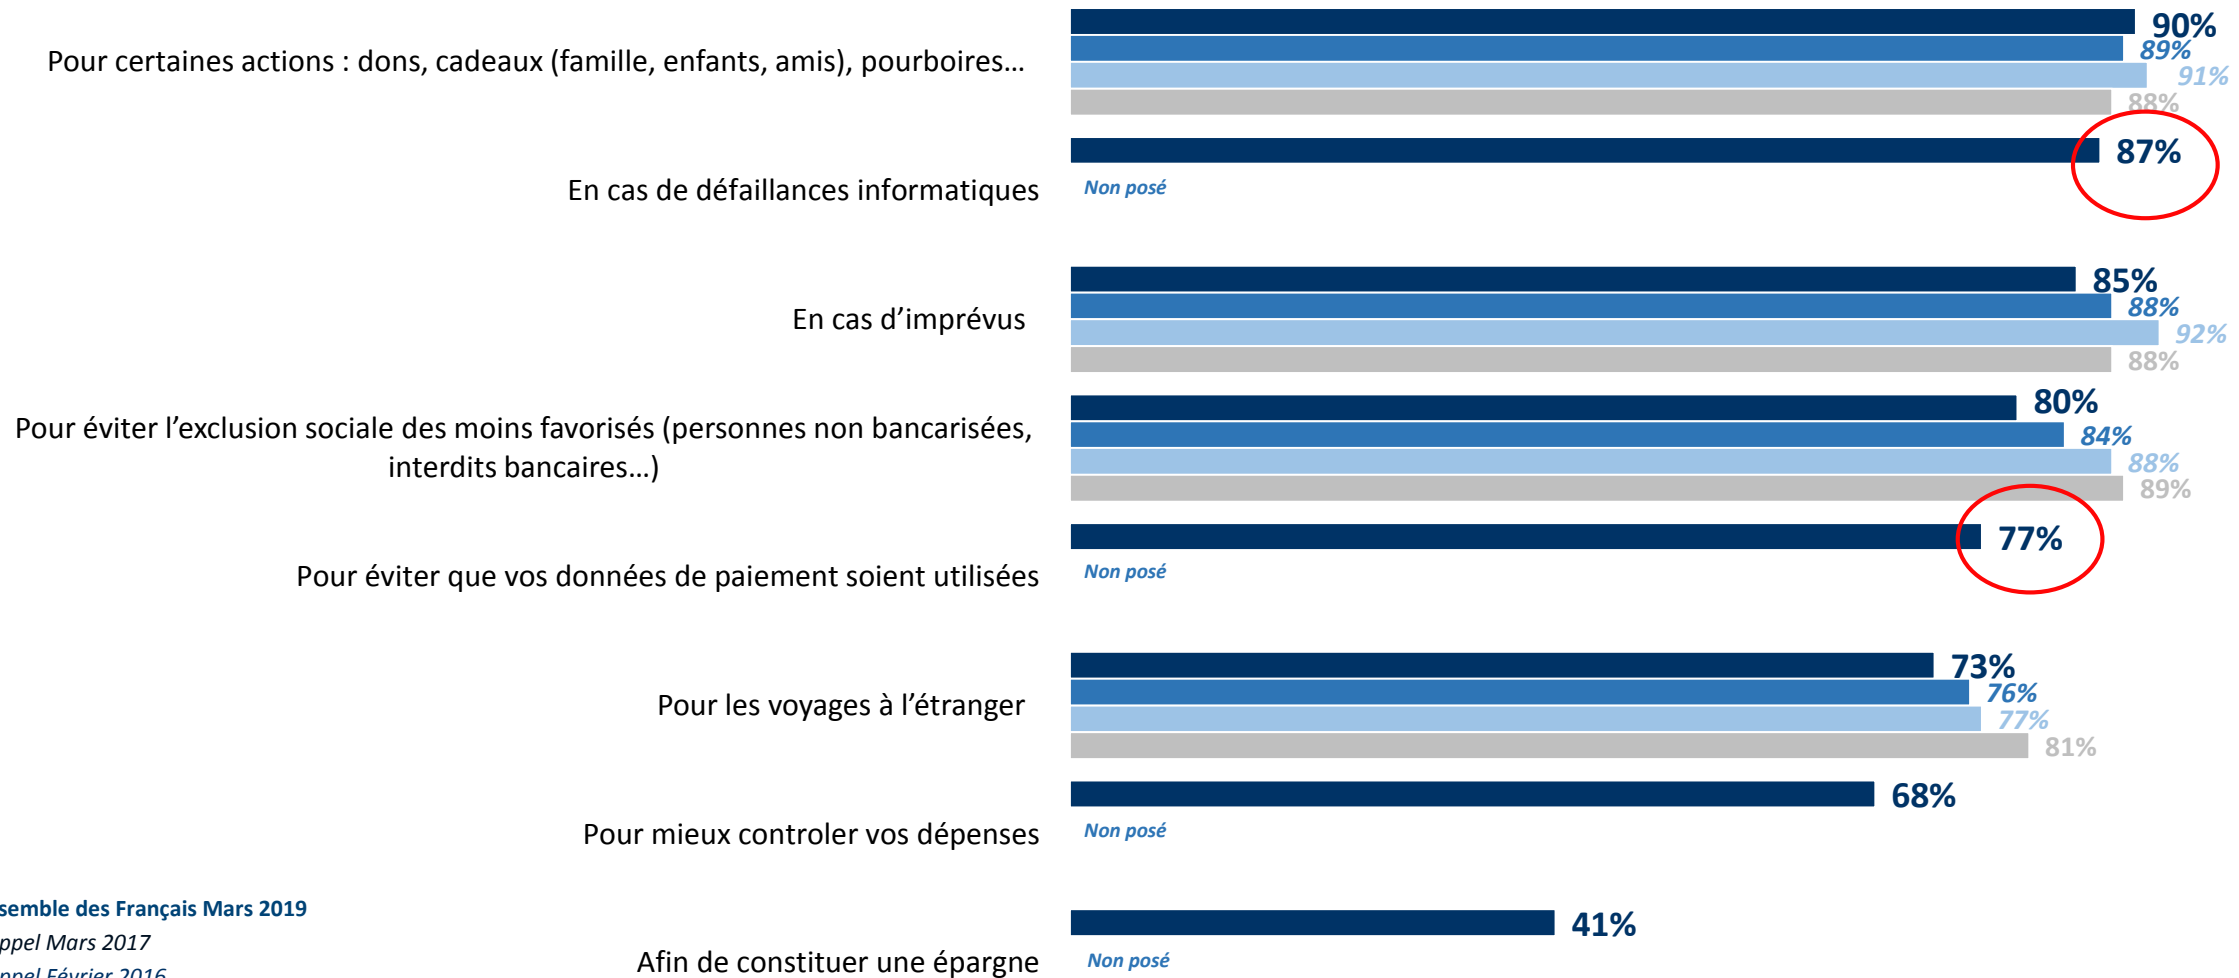 Pour certaines actions : dons, cadeaux (famille, enfants, amis), pourboires…
90%
89%
91%
88%
En cas de défaillances informatiques
87%
Non posé
En cas d’imprévus
85%
88%
92%
88%
Pour éviter l’exclusion sociale des moins favorisés (personnes non bancarisées,
interdits bancaires…)
80%
84%
88%
89%
Pour éviter que vos données de paiement soient utilisées
77%
Non posé
Pour les voyages à l’étranger
73%
76%
77%
81%
Pour mieux controler vos dépenses
68%
Non posé
Afin de constituer une épargne
41%
Non posé
semble des Français Mars 2019
ppel Mars 2017
ppel Février 2016